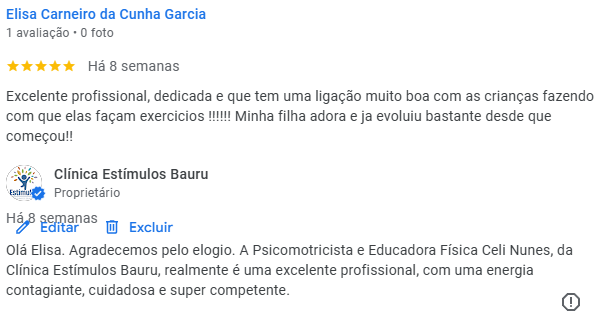 Elisa Carneiro da Cunha Garcia
1 avaliação • 0 foto
Há 8 semanas
Excelente profissional, dedicada e que tem uma ligação muito boa com as crianças fazendo
com que elas façam exercicios !!!!!! Minha filha adora e ja evoluiu bastante desde que
começou!!
Clínica Estímulos Bauru
Proprietário
Há 8 semanas
Editar Excluir
Olá Elisa. Agradecemos pelo elogio. A Psicomotricista e Educadora Física Celi Nunes, da
Clínica Estímulos Bauru, realmente é uma excelente profissional, com uma energia
contagiante, cuidadosa e super competente.